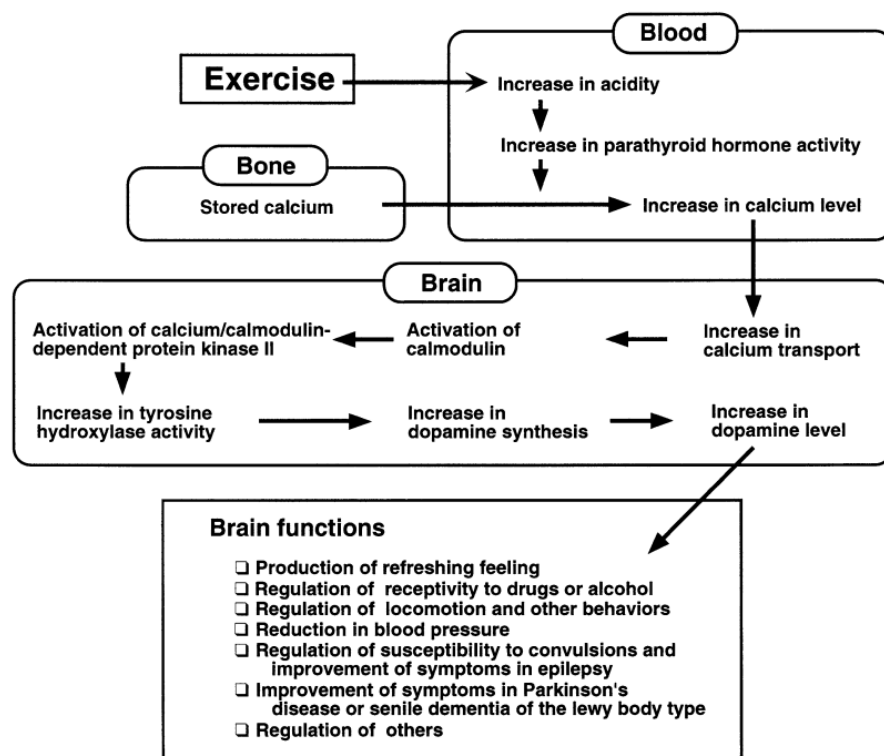 Blood
Exercise
Increase in acidity
Increase in parathyroid hormone activity
Bone
Stored calcium
Increase in calcium level
Brain
Activation of calcium/calmodulin-
dependent protein kinase II
Activation of
calmodulin
Increase in
calcium transport
Increase in tyrosine
hydroxylase activity
Increase in
dopamine synthesis
Increase in
dopamine level
Brain functions
❑ Production of refreshing feeling
❑ Regulation of receptivity to drugs or alcohol
❑ Regulation of locomotion and other behaviors
❑ Reduction in blood pressure
❑ Regulation of susceptibility to convulsions and
improvement of symptoms in epilepsy
❑ Improvement of symptoms in Parkinson's
disease or senile dementia of the lewy body type
❑ Regulation of others